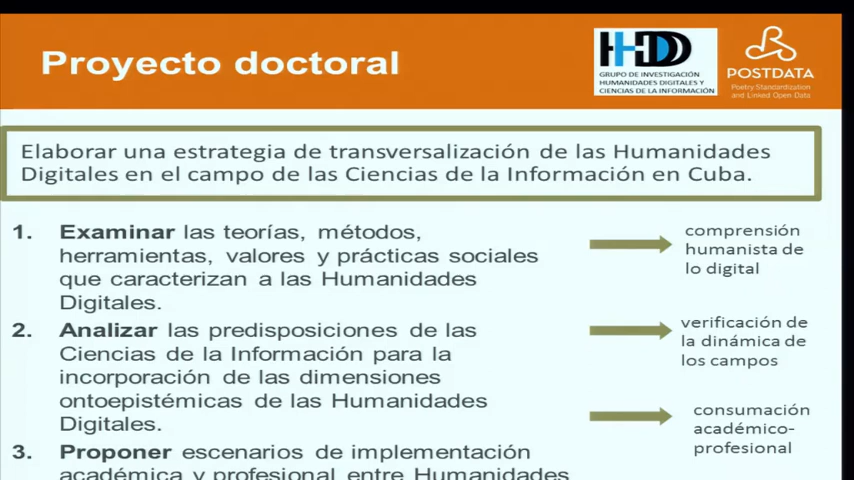 Proyecto doctoral
HDD
GRUPO DE INVESTIGACIÓN
HUMANIDADES DIGITALES Y
CIENCIAS DE LA INFORMACIÓN
POSTDATA
Poetry Standardization
and Linked Open Data
Elaborar una estrategia de transversalización de las Humanidades
Digitales en el campo de las Ciencias de la Información en Cuba.
1. Examinar las teorías, métodos,
herramientas, valores y prácticas sociales
que caracterizan a las Humanidades
Digitales.
comprensión
humanista de
lo digital
2. Analizar las predisposiciones de las
Ciencias de la Información para la
incorporación de las dimensiones
ontoepistémicas de las Humanidades
Digitales.
verificación de
la dinámica de
los campos
3. Proponer escenarios de implementación
académica y profesional entre Humanidades
consumación
académico-
profesional